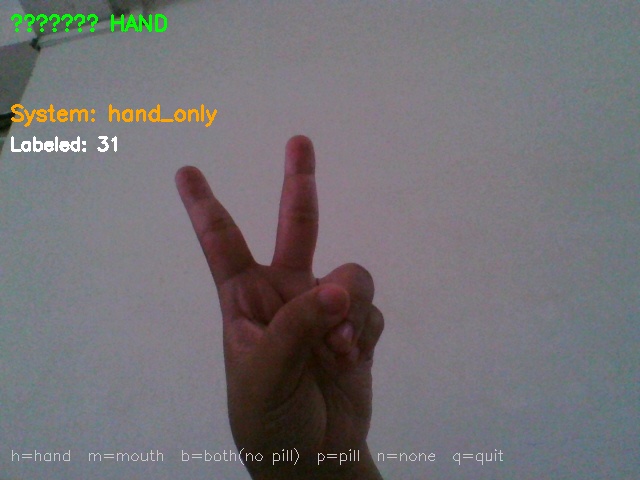 ??????? HAND
System: hand_only
Labeled: 31
h=hand m=mouth b=both(no pill) p=pill n=none q=quit